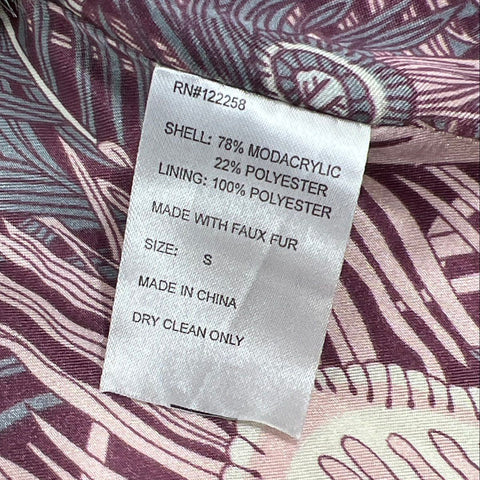 RN#122258
SHELL: 78% MODACRYLIC
22% POLYESTER
LINING: 100% POLYESTER
MADE WITH FAUX FUR
SIZE: S
MADE IN CHINA
DRY CLEAN ONLY